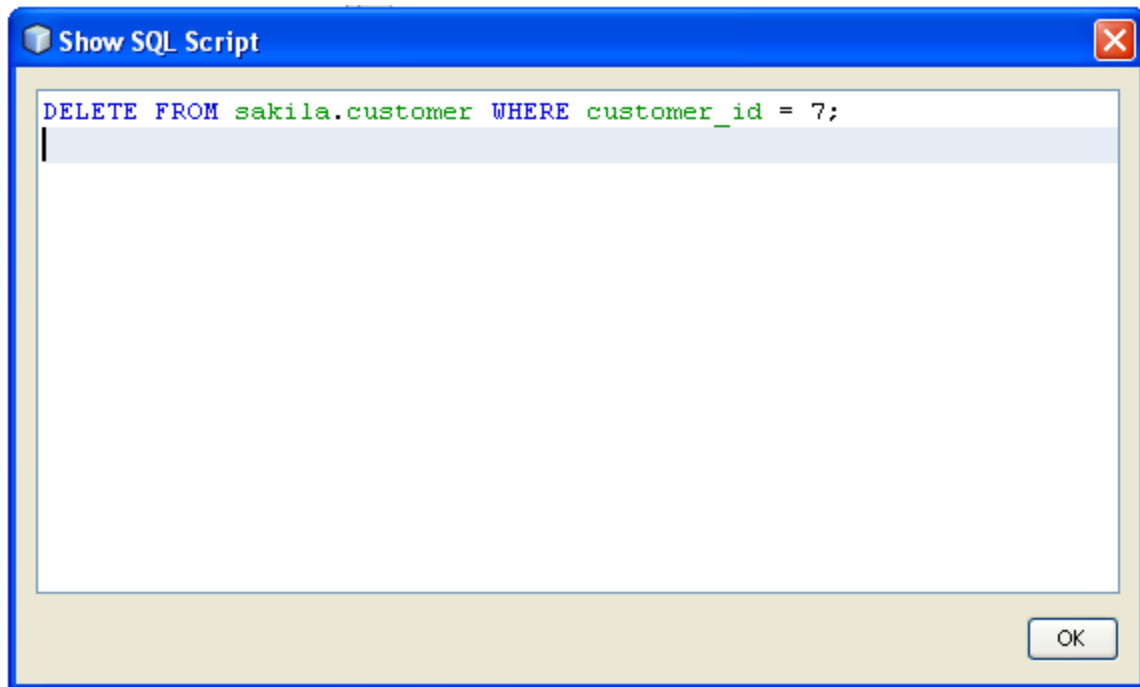 Show SQL Script
DELETE FROM sakila.customer WHERE customer_id = 7;
OK